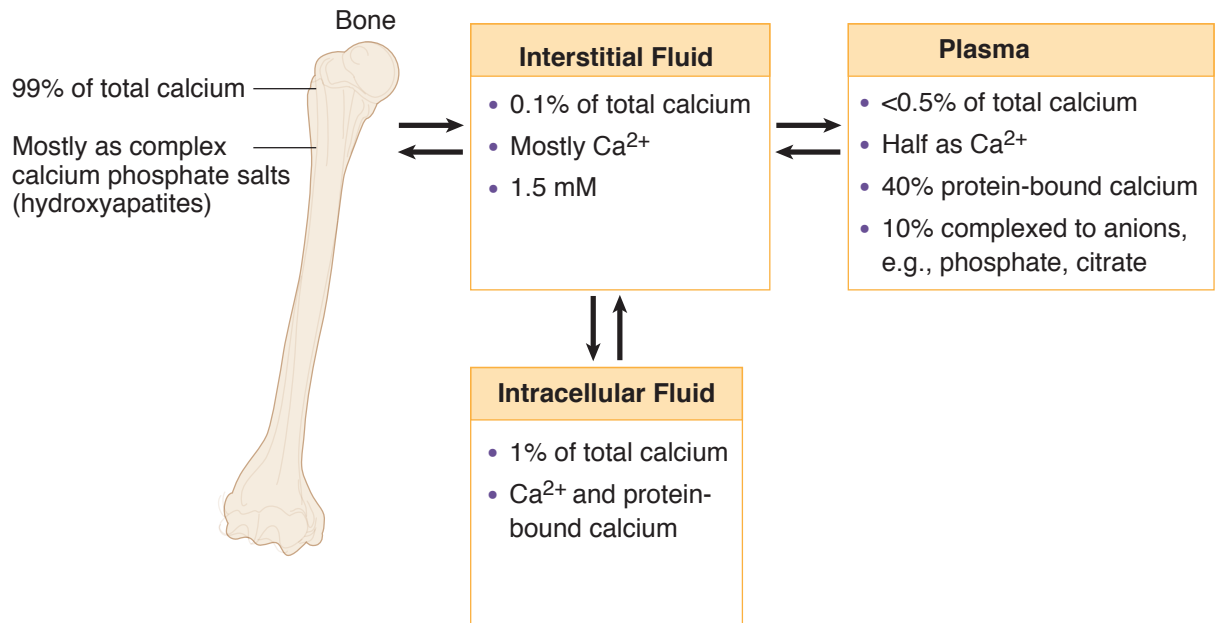 Bone
99% of total calcium
Mostly as complex
calcium phosphate salts
(hydroxyapatites)
Interstitial Fluid
• 0.1% of total calcium
• Mostly Ca²⁺
• 1.5 mM
Plasma
• <0.5% of total calcium
• Half as Ca²⁺
• 40% protein-bound calcium
• 10% complexed to anions,
e.g., phosphate, citrate
Intracellular Fluid
• 1% of total calcium
• Ca²⁺ and protein-
bound calcium